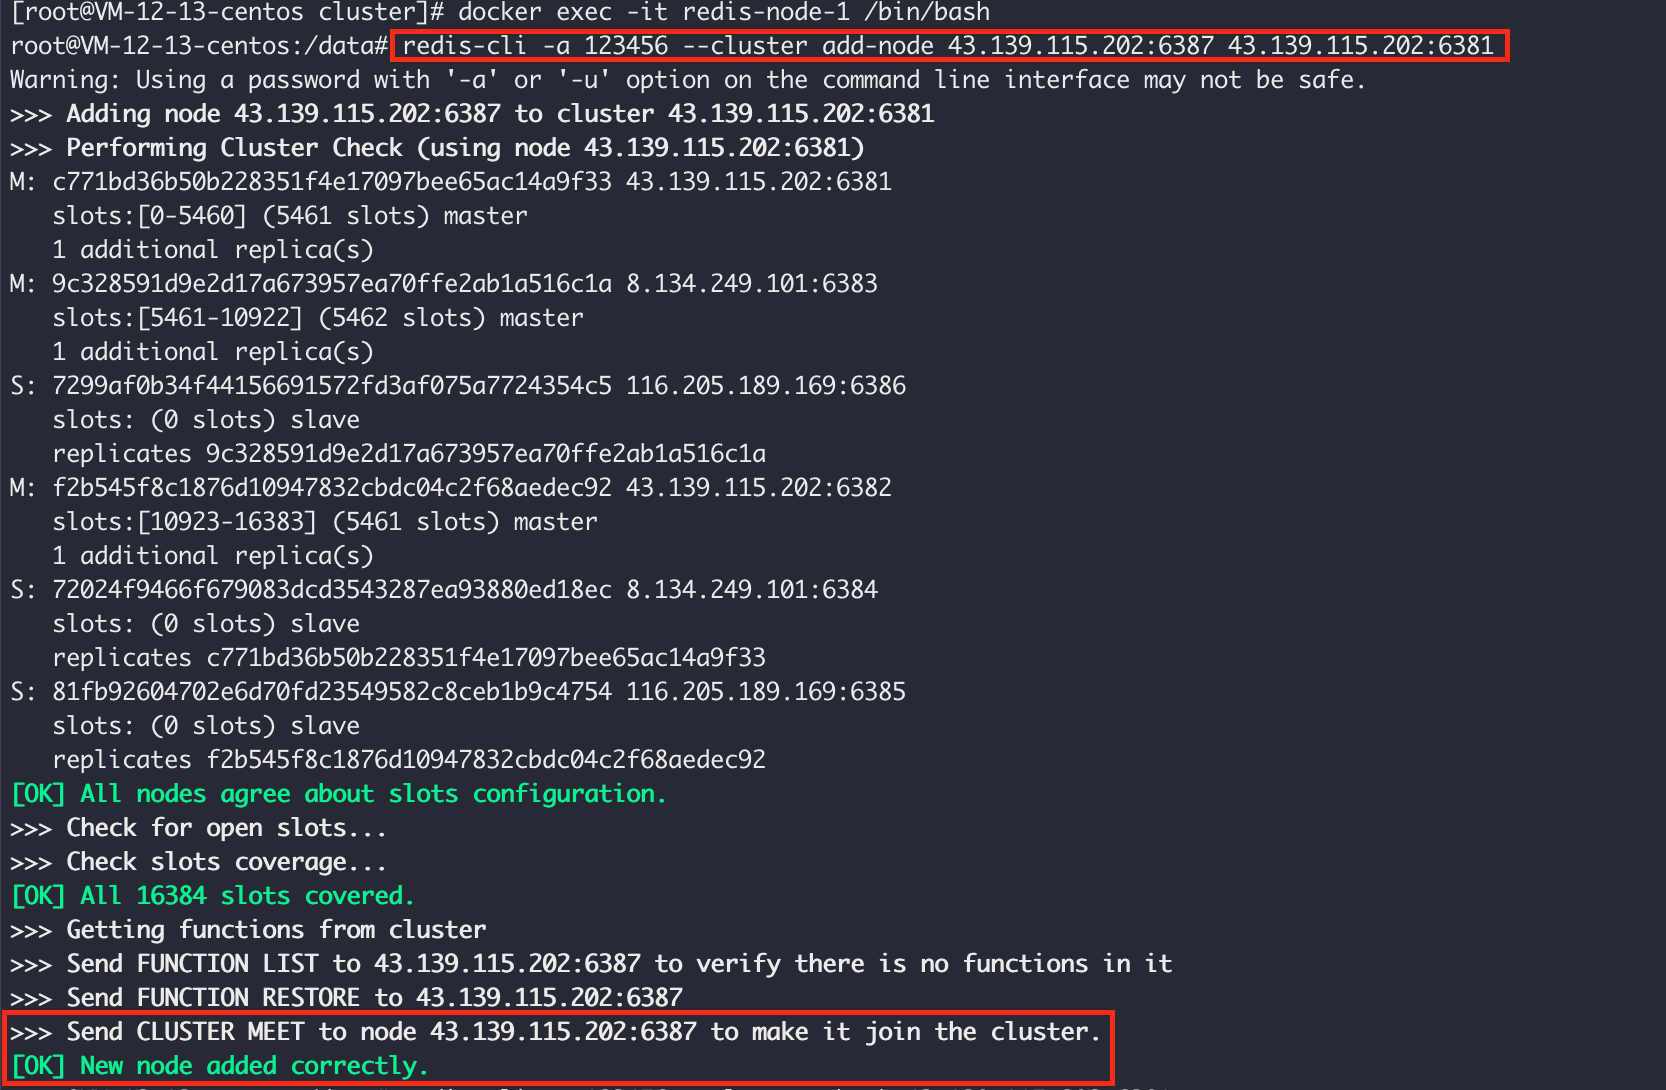 [root@VM-12-13-centos cluster]# docker exec -it redis-node-1 /bin/bash
root@VM-12-13-centos:/data# redis-cli -a 123456 --cluster add-node 43.139.115.202:6387 43.139.115.202:6381
Warning: Using a password with '-a' or '-u' option on the command line interface may not be safe.
>>> Adding node 43.139.115.202:6387 to cluster 43.139.115.202:6381
>>> Performing Cluster Check (using node 43.139.115.202:6381)
M: c771bd36b50b228351f4e17097bee65ac14a9f33 43.139.115.202:6381
   slots:[0-5460] (5461 slots) master
   1 additional replica(s)
M: 9c328591d9e2d17a673957ea70ffe2ab1a516c1a 8.134.249.101:6383
   slots:[5461-10922] (5462 slots) master
   1 additional replica(s)
S: 7299af0b34f44156691572fd3af075a7724354c5 116.205.189.169:6386
   slots: (0 slots) slave
   replicates 9c328591d9e2d17a673957ea70ffe2ab1a516c1a
M: f2b545f8c1876d10947832cbdc04c2f68aedec92 43.139.115.202:6382
   slots:[10923-16383] (5461 slots) master
   1 additional replica(s)
S: 72024f9466f679083dcd3543287ea93880ed18ec 8.134.249.101:6384
   slots: (0 slots) slave
   replicates c771bd36b50b228351f4e17097bee65ac14a9f33
S: 81fb92604702e6d70fd23549582c8ceb1b9c4754 116.205.189.169:6385
   slots: (0 slots) slave
   replicates f2b545f8c1876d10947832cbdc04c2f68aedec92
[OK] All nodes agree about slots configuration.
>>> Check for open slots...
>>> Check slots coverage...
[OK] All 16384 slots covered.
>>> Getting functions from cluster
>>> Send FUNCTION LIST to 43.139.115.202:6387 to verify there is no functions in it
>>> Send FUNCTION RESTORE to 43.139.115.202:6387
>>> Send CLUSTER MEET to node 43.139.115.202:6387 to make it join the cluster.
[OK] New node added correctly.